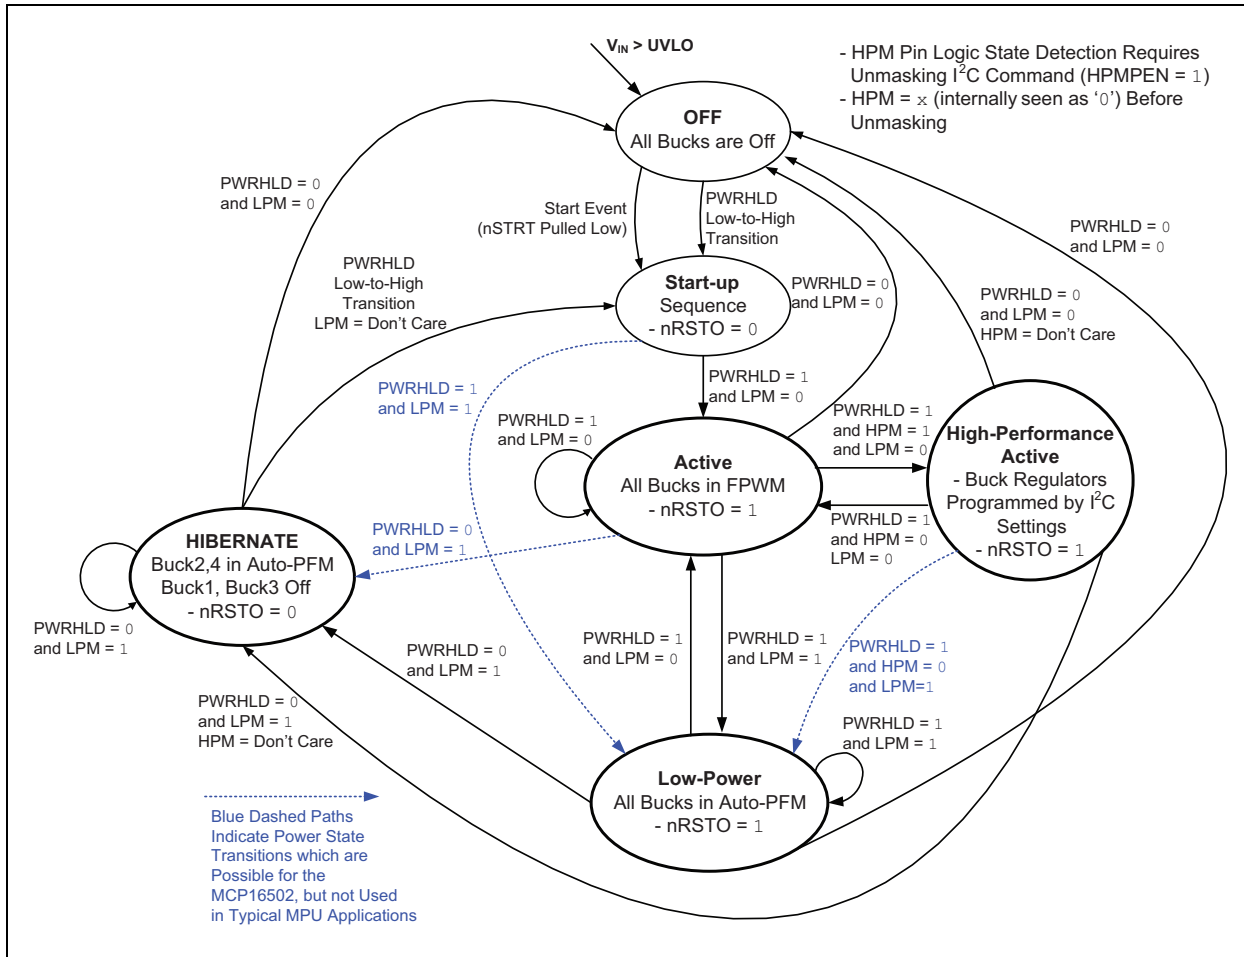 V_IN > UVLO
- HPM Pin Logic State Detection Requires
Unmasking I²C Command (HPMPEN = 1)
- HPM = x (internally seen as ‘0’) Before
Unmasking
OFF
All Bucks are Off
PWRHLD = 0
and LPM = 0
Start Event
(nSTRT Pulled Low)
PWRHLD
Low-to-High
Transition
PWRHLD = 0
and LPM = 0
PWRHLD
Low-to-High
Transition
LPM = Don’t Care
Start-up
Sequence
- nRSTO = 0
PWRHLD = 0
and LPM = 0
PWRHLD = 0
and LPM = 0
HPM = Don’t Care
PWRHLD = 1
and LPM = 1
PWRHLD = 1
and LPM = 0
PWRHLD = 1
and LPM = 0
PWRHLD = 1
and HPM = 1
and LPM = 0
Active
All Bucks in FPWM
- nRSTO = 1
High-Performance
Active
- Buck Regulators
Programmed by I²C
Settings
- nRSTO = 1
PWRHLD = 1
and HPM = 0
LPM = 0
PWRHLD = 0
and LPM = 1
HIBERNATE
Buck2,4 in Auto-PFM
Buck1, Buck3 Off
- nRSTO = 0
PWRHLD = 0
and LPM = 1
PWRHLD = 0
and LPM = 1
PWRHLD = 1
and LPM = 0
PWRHLD = 1
and LPM = 1
PWRHLD = 1
and HPM = 0
and LPM=1
PWRHLD = 0
and LPM = 1
HPM = Don’t Care
PWRHLD = 1
and LPM = 1
Low-Power
All Bucks in Auto-PFM
- nRSTO = 1
Blue Dashed Paths
Indicate Power State
Transitions which are
Possible for the
MCP16502, but not Used
in Typical MPU Applications